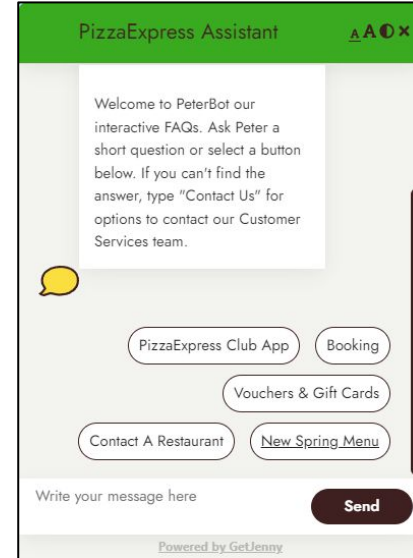 PizzaExpress Assistant A A
Welcome to PeterBot our
interactive FAQs. Ask Peter a
short question or select a button
below. If you can't find the
answer, type "Contact Us" for
options to contact our Customer
Services team.
PizzaExpress Club App Booking
Vouchers & Gift Cards
Contact A Restaurant New Spring Menu
Write your message here Send
Powered by GetJenny